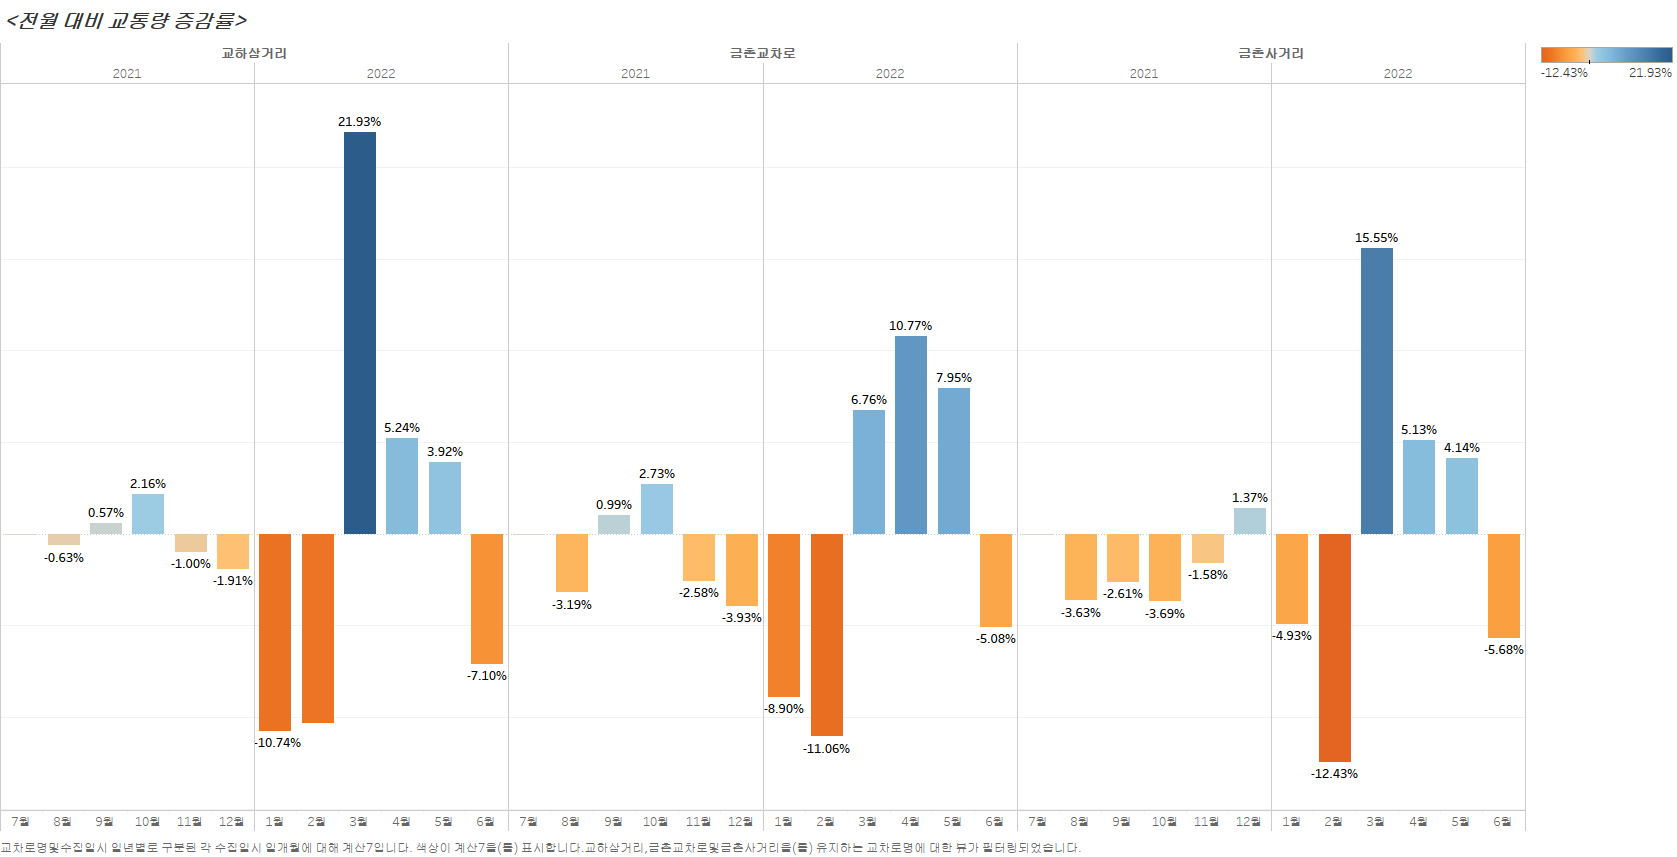 <전월 대비 교통량 증감률>
교하삼거리 금촌교차로 금촌사거리
2021 2022 2021 2022 2021 2022
-12.43% 21.93%
21.93%
15.55%
10.77%
7.95%
6.76%
5.24% 5.13%
3.92% 4.14%
2.16% 2.73%
0.57% 0.99% 1.37%
-0.63% -1.00% -1.91% -3.19% -2.58% -3.93% -3.63% -2.61% -3.69% -1.58%
-5.08% -4.93% -5.68%
-7.10%
-8.90%
-10.74% -11.06%
-12.43%
7월 8월 9월 10월 11월 12월 1월 2월 3월 4월 5월 6월 7월 8월 9월 10월 11월 12월 1월 2월 3월 4월 5월 6월 7월 8월 9월 10월 11월 12월 1월 2월 3월 4월 5월 6월
교차로명및수집일시 일년별로 구분된 각 수집일시 일개월에 대해 계산7입니다. 색상이 계산7을(를) 표시합니다.교하삼거리,금촌교차로및금촌사거리을(를) 유지하는 교차로명에 대한 뷰가 필터링되었습니다.